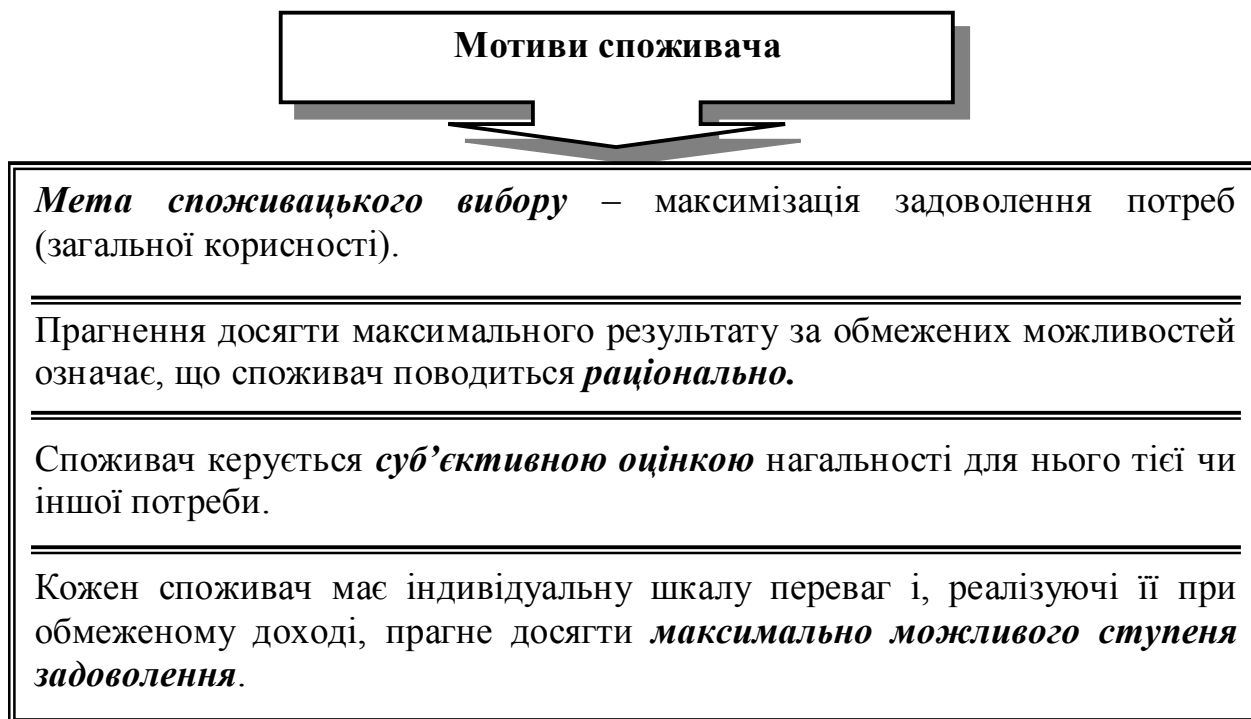 Мотиви споживача
Мета споживацького вибору – максимізація задоволення потреб
(загальної корисності).
Прагнення досягти максимального результату за обмежених можливостей
означає, що споживач поводиться раціонально.
Споживач керується суб’єктивною оцінкою нагальності для нього тієї чи
іншої потреби.
Кожен споживач має індивідуальну шкалу переваг і, реалізуючі її при
обмеженому доході, прагне досягти максимально можливого ступеня
задоволення.